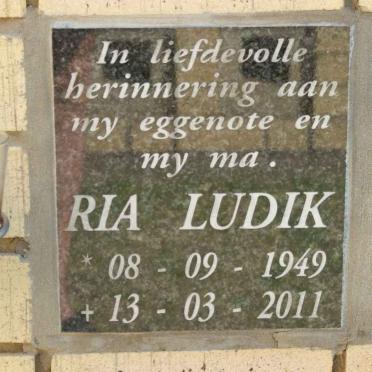 In liefdevolle
herinnering aan
my eggenote en
my ma.
RIA LUDIK
* 08 - 09 - 1949
+ 13 - 03 - 2011